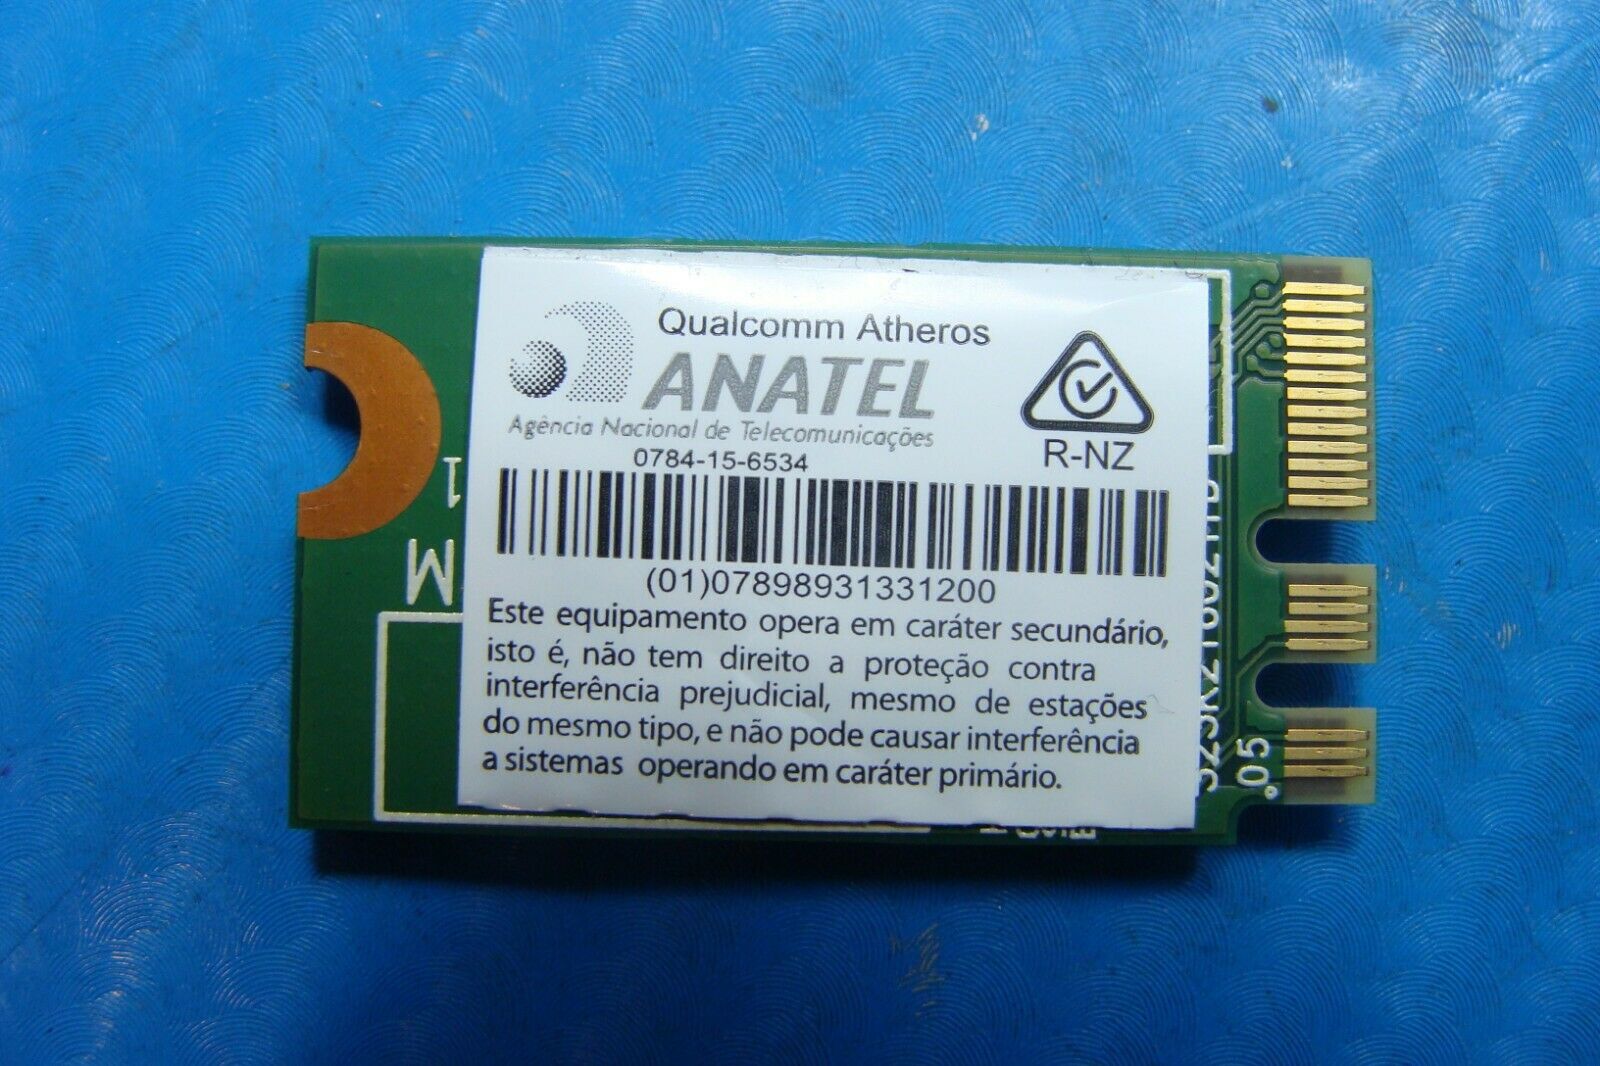 Qualcomm Atheros
ANATEL
Agência Nacional de Telecomunicações
0784-15-6534
R-NZ
(01)07898931331200
Este equipamento opera em caráter secundário,
isto é, não tem direito a proteção contra
interferência prejudicial, mesmo de estações
do mesmo tipo, e não pode causar interferência
a sistemas operando em caráter primário.
1
M
.05